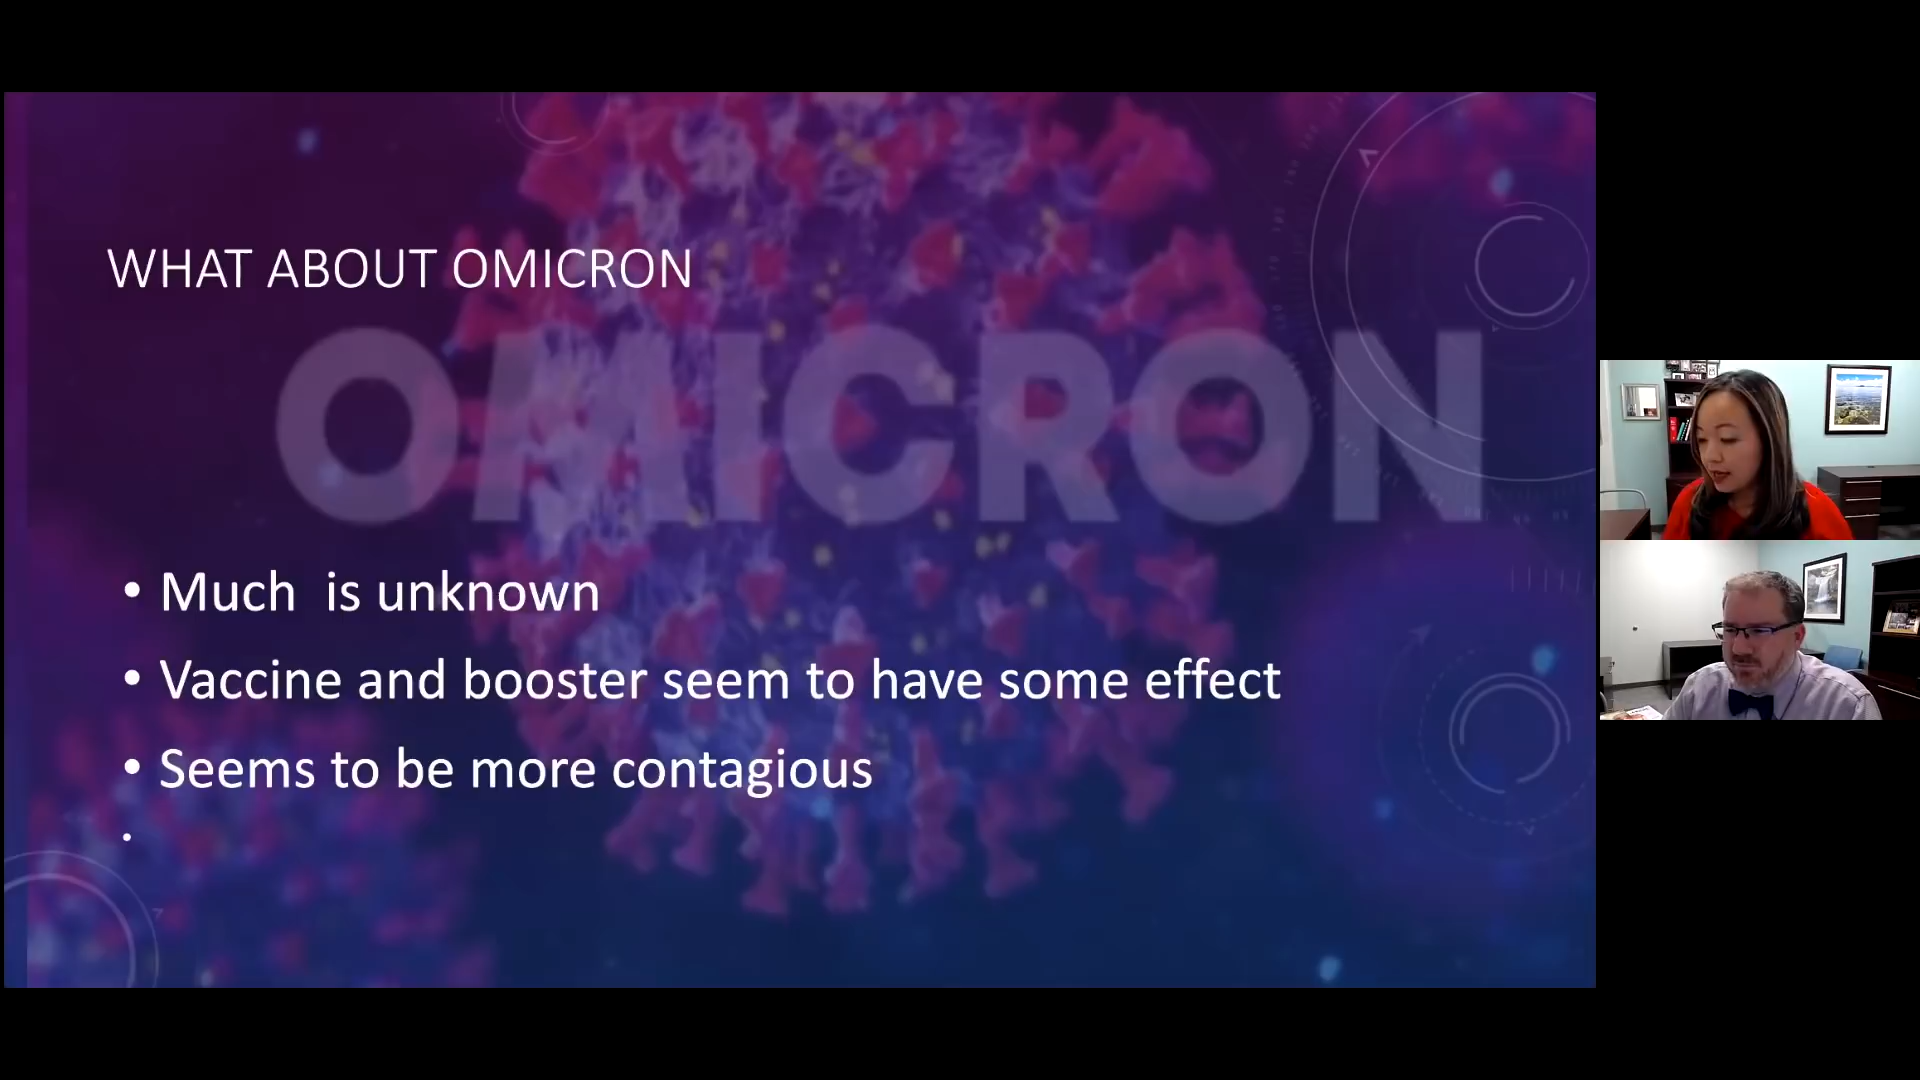 WHAT ABOUT OMICRON
OMICRON
• Much  is unknown
• Vaccine and booster seem to have some effect
• Seems to be more contagious
•